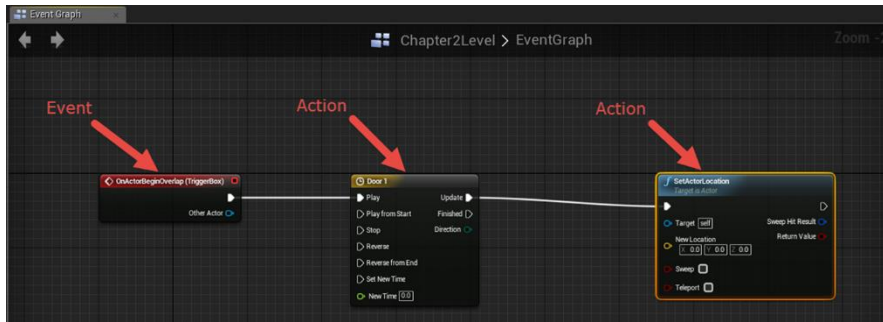 Event Graph
Chapter2Level > EventGraph
Zoom -
Event
Action
Action
OnActorBeginOverlap (TriggerBox)
Other Actor
Door 1
Play
Update
Play from Start
Finished
Stop
Direction
Reverse
Reverse from End
Set New Time
New Time 0.0
SetActorLocation
Target is Actor
Target self
Sweep Hit Result
New Location
Return Value
X 0.0 Y 0.0 Z 0.0
Sweep
Teleport